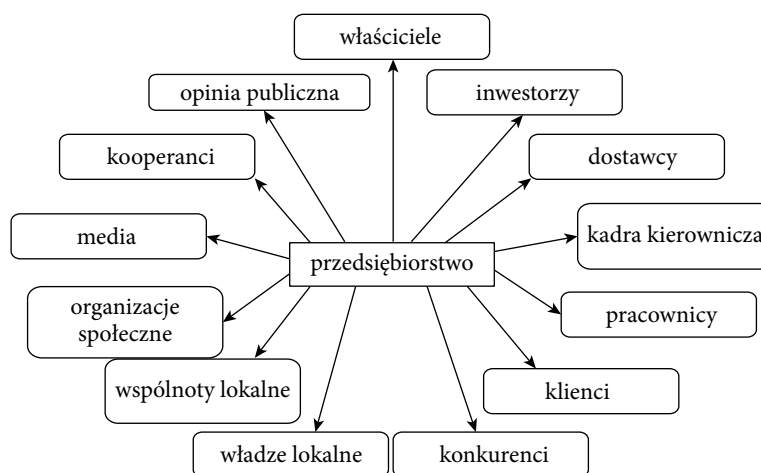 właściciele
opinia publiczna
inwestorzy
kooperanci
dostawcy
media
kadra kierownicza
przedsiębiorstwo
organizacje
społeczne
pracownicy
wspólnoty lokalne
klienci
władze lokalne
konkurenci